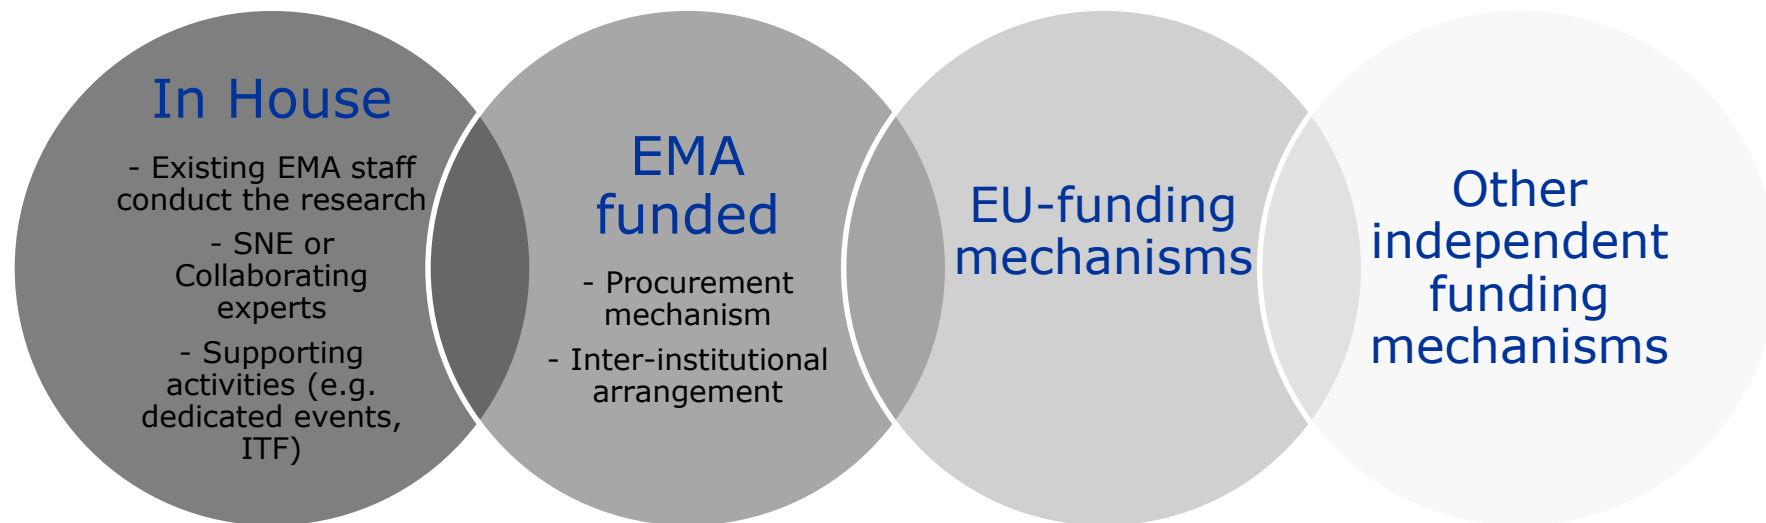 In House
- Existing EMA staff
conduct the research
- SNE or
Collaborating
experts
- Supporting
activities (e.g.
dedicated events,
ITF)
EMA
funded
- Procurement
mechanism
- Inter-institutional
arrangement
EU-funding
mechanisms
Other
independent
funding
mechanisms